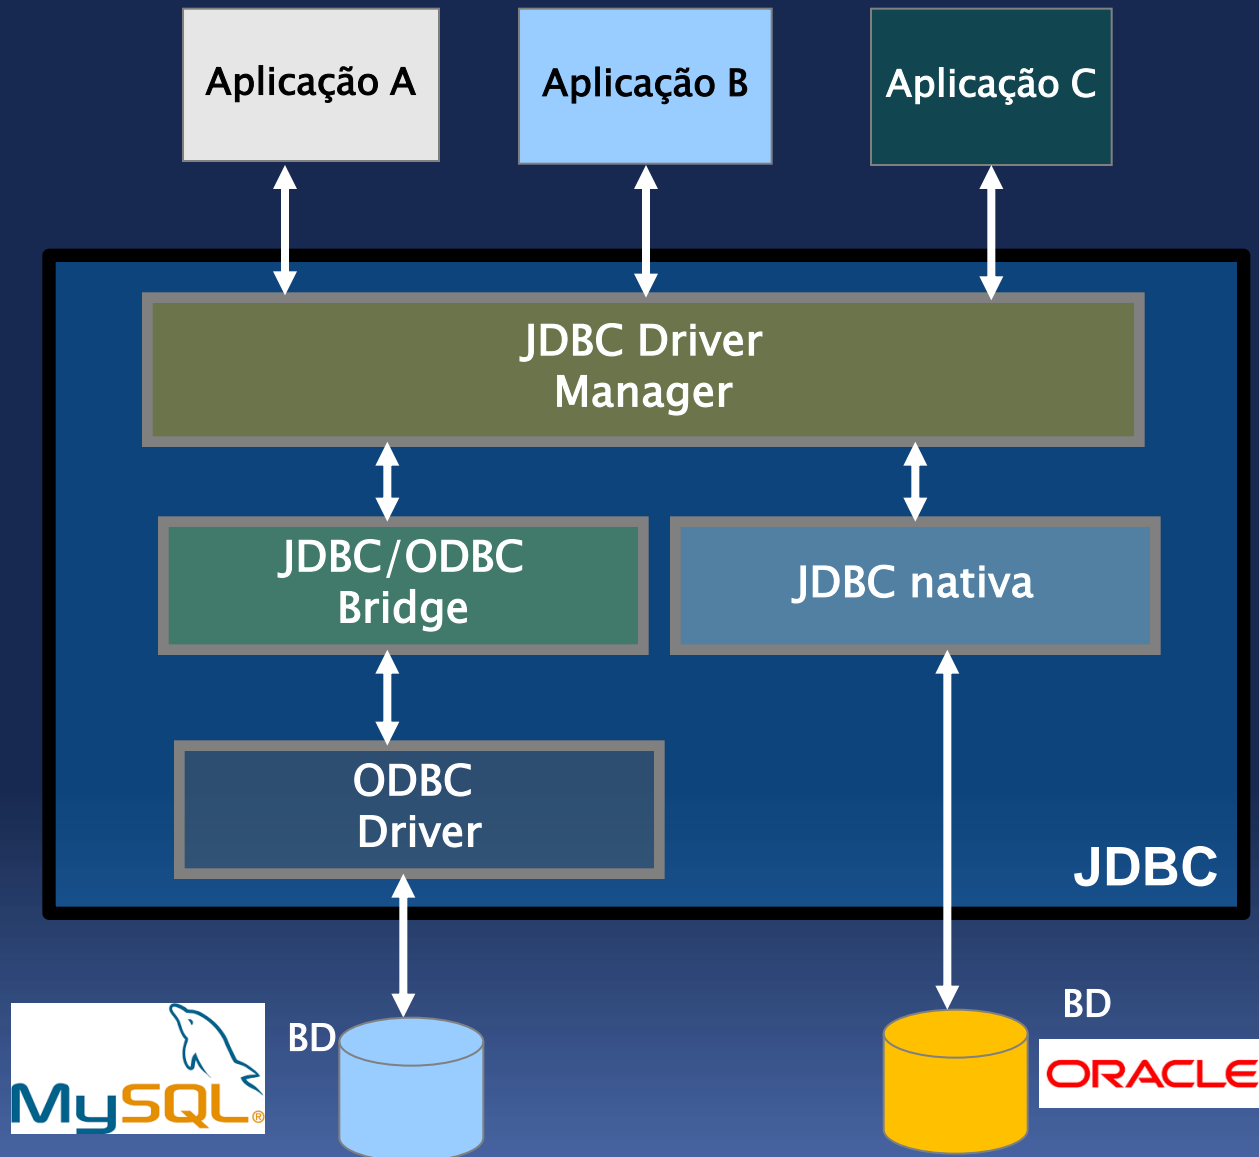 Aplicação A
Aplicação B
Aplicação C
JDBC Driver
Manager
JDBC/ODBC
Bridge
JDBC nativa
ODBC
Driver
JDBC
BD
BD
MySQL®
ORACLE